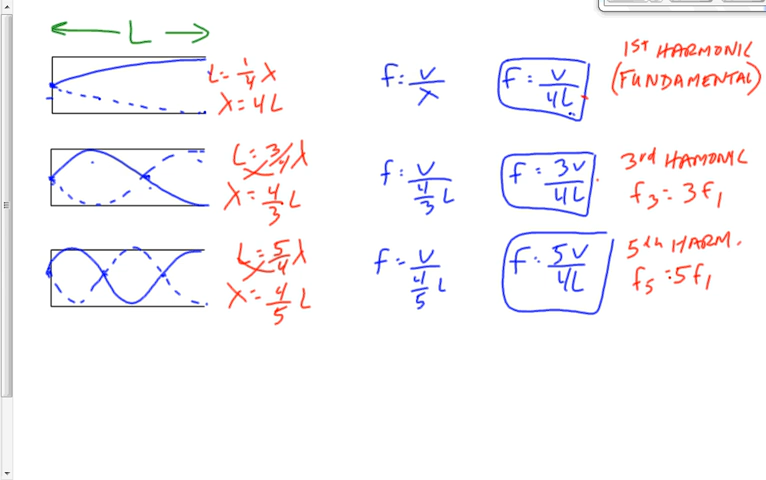 L
L = 1/4 λ
λ = 4L
f = v/λ
f = v/4L
1ST HARMONIC
(FUNDAMENTAL)
L = 3/4 λ
λ = 4/3 L
f = v/(4/3 L)
f = 3v/4L
3rd HAMONIC
f₃ = 3f₁
L = 5/4 λ
λ = 4/5 L
f = v/(4/5 L)
f = 5v/4L
5th HARM.
f₅ = 5f₁